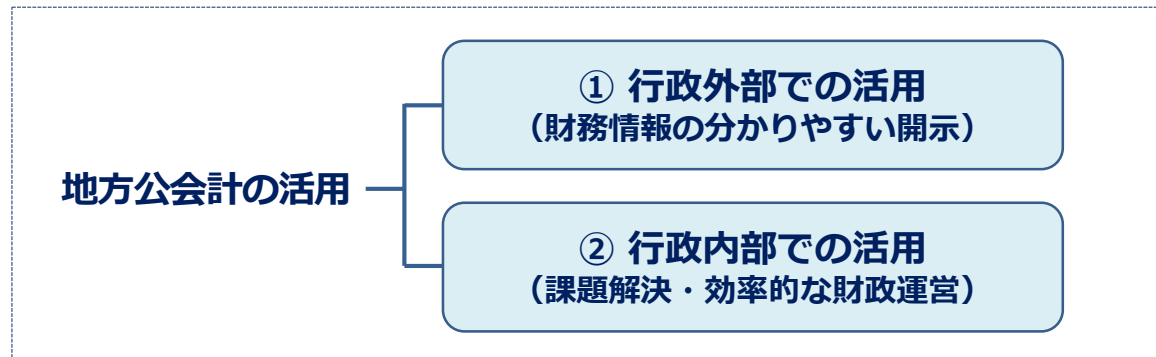 ① 行政外部での活用
（財務情報の分かりやすい開示）
地方公会計の活用
② 行政内部での活用
（課題解決・効率的な財政運営）